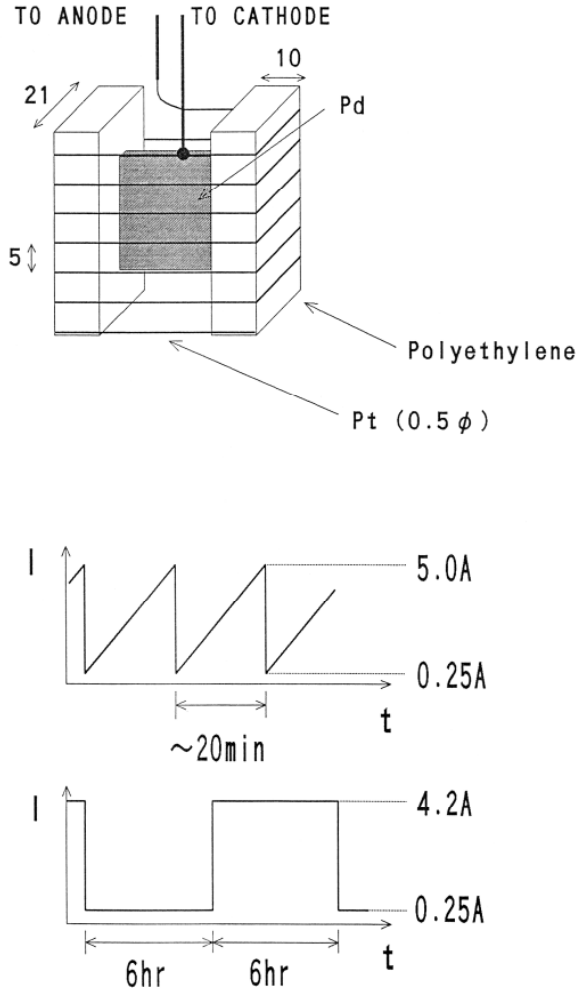 TO ANODE TO CATHODE
10
21
Pd
5
Polyethylene
Pt (0.5φ)
I
5.0A
0.25A
t
~20min
I
4.2A
0.25A
t
6hr 6hr